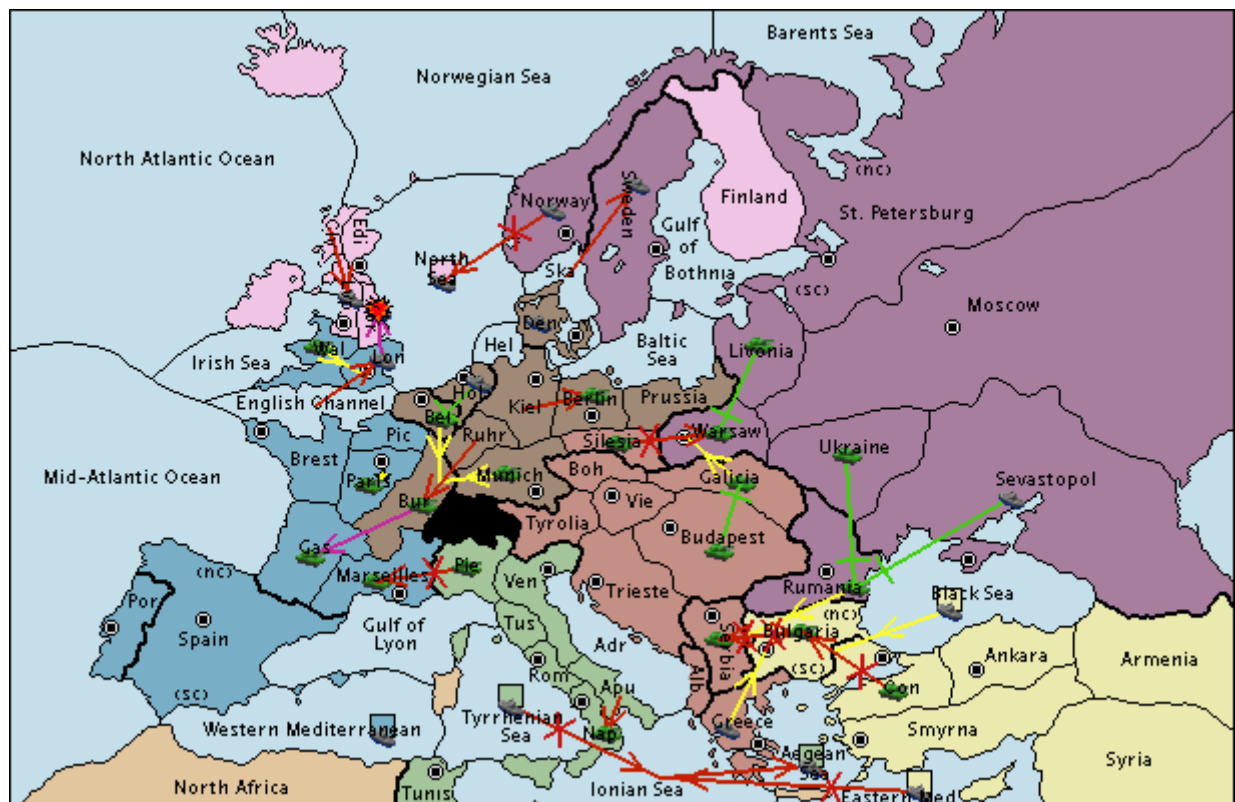 Barents Sea
Norwegian Sea
North Atlantic Ocean
(nc)
Norway
Sweden
Finland
St. Petersburg
Edi
Gulf
of
Bothnia
North
Sea
Ska
(sc)
Moscow
Den
Irish Sea
Wal
Lon
Hel
Baltic
Sea
Livonia
English Channel
Hol
Bel
Kiel
Berlin
Prussia
Pic
Ruhr
Silesia
Warsaw
Ukraine
Brest
Mid-Atlantic Ocean
Paris
Munich
Boh
Galicia
Sevastopol
Bur
Vie
Tyrolia
Budapest
Gas
Marseilles
Pie
Ven
Trieste
Rumania
Black Sea
(nc)
(nc)
Por
Spain
Gulf of
Lyon
Tus
Adr
Serbia
Bulgaria
(sc)
Ankara
Armenia
Rom
Alb
Con
(sc)
Apu
Western Mediterranean
Tyrrhenian
Sea
Nap
Greece
Smyrna
Aegean
Sea
Syria
North Africa
Tunis
Ionian Sea
Eastern Med